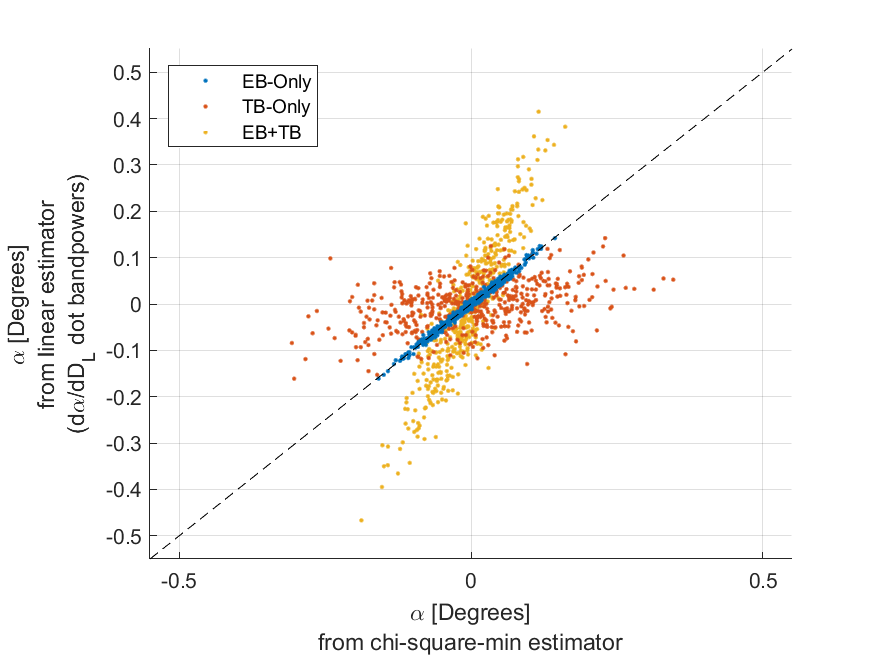 0.5
0.4
0.3
0.2
0.1
0
-0.1
-0.2
-0.3
-0.4
-0.5
-0.5
0
0.5
EB-Only
TB-Only
EB+TB
α [Degrees]
from linear estimator
(dα/dD_L dot bandpowers)
α [Degrees]
from chi-square-min estimator